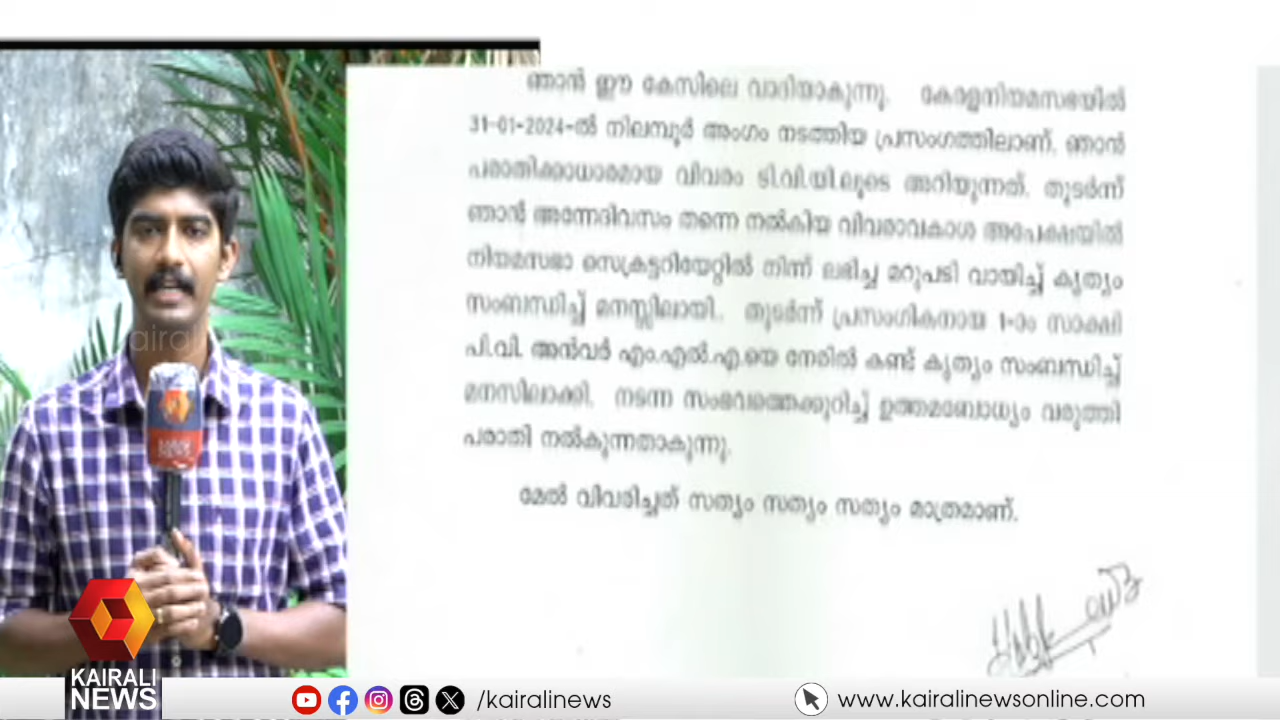 ഞാൻ ഈ കേസിലെ വാദിയാകുന്നു. കേരളനിയമസഭയിൽ
31-01-2024-ൽ നിലമ്പൂർ അംഗം നടത്തിയ പ്രസംഗത്തിലാണ്, ഞാൻ
പരാതിക്കാധാരമായ വിവരം ടി.വി.യി.ലൂടെ അറിയുന്നത്. തുടർന്ന്
ഞാൻ അന്നേദിവസം തന്നെ നൽകിയ വിവരാവകാശ അപേക്ഷയിൽ
നിയമസഭാ സെക്രട്ടറിയേറ്റിൽ നിന്ന് ലഭിച്ച മറുപടി വായിച്ച് കൃത്യം
സംബന്ധിച്ച് മനസ്സിലായി. തുടർന്ന് പ്രസംഗികനായ 1-ാം സാക്ഷി
പി.വി. അൻവർ എം.എൽ.എ.യെ നേരിൽ കണ്ട് കൃത്യം സംബന്ധിച്ച്
മനസിലാക്കി. നടന്ന സംഭവത്തെക്കുറിച്ച് ഉത്തമബോധ്യം വരുത്തി
പരാതി നൽകുന്നതാകുന്നു.
മേൽ വിവരിച്ചത് സത്യം സത്യം സത്യം മാത്രമാണ്.
kairali
KAIRALI
NEWS
/kairalinews
www.kairalinewsonline.com